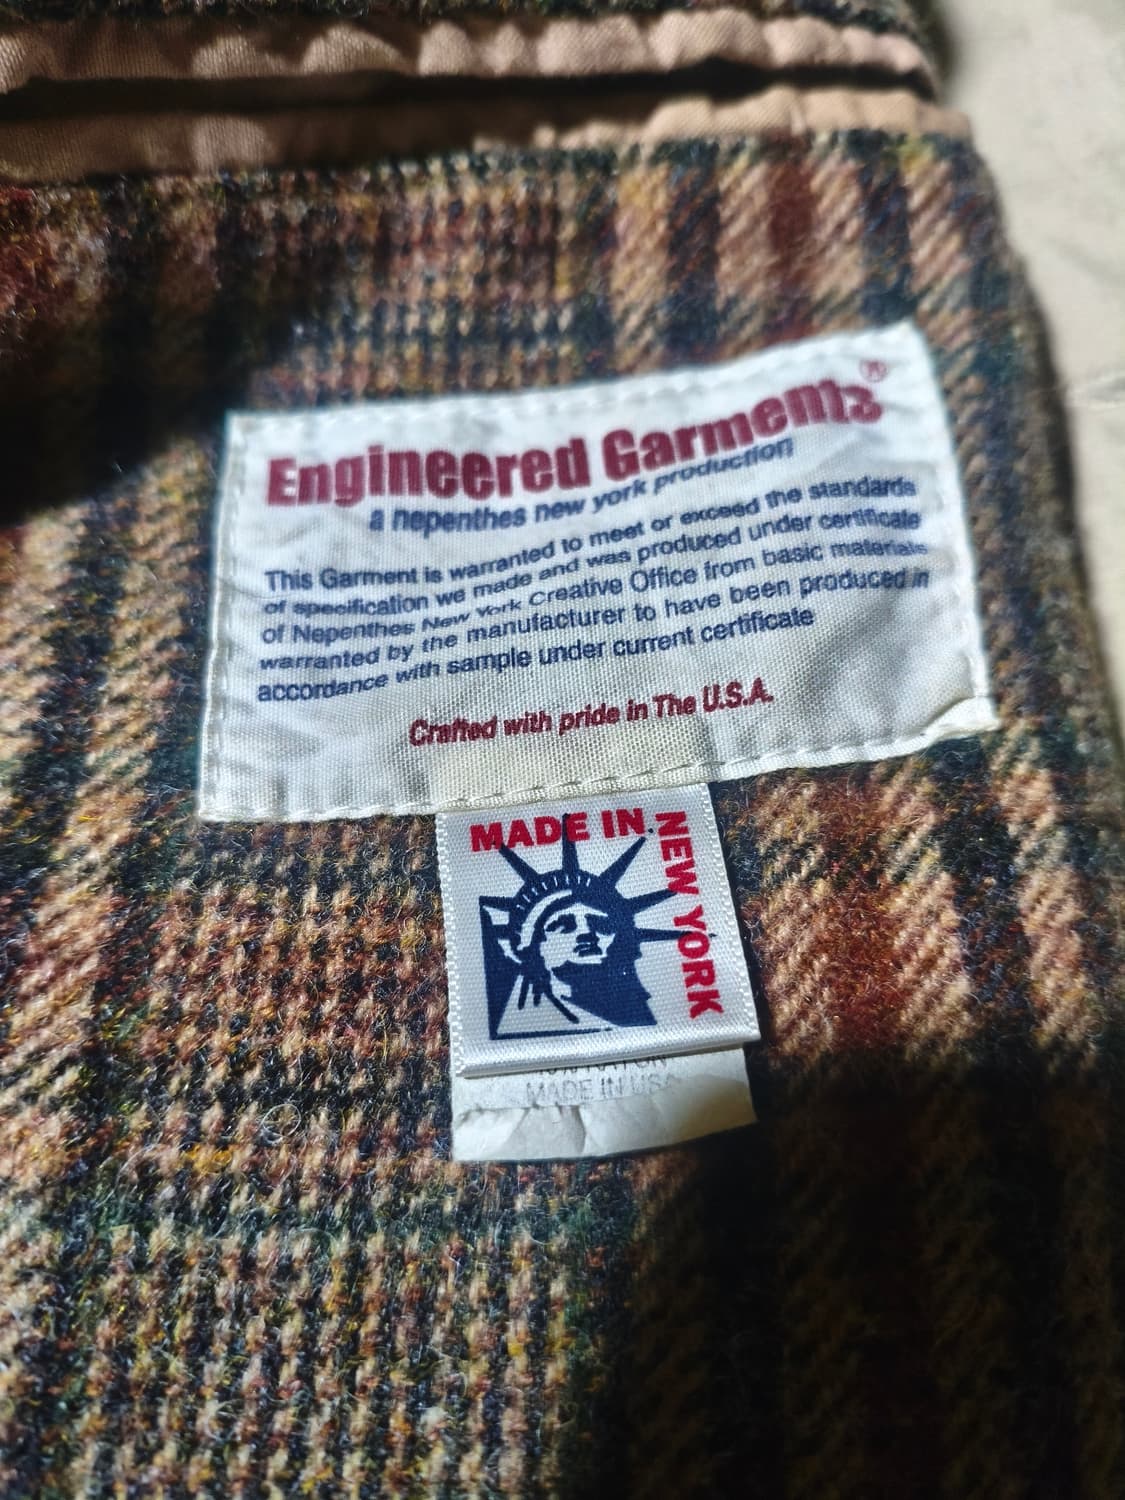 Engineered Garments®
a nepenthes new york production
This Garment is warranted to meet or exceed the standards
of specification we made and was produced under certificate
of Nepenthes New York Creative Office from basic materials
warranted by the manufacturer to have been produced in
accordance with sample under current certificate
Crafted with pride in The U.S.A.
MADE IN
NEW YORK
MADE IN USA